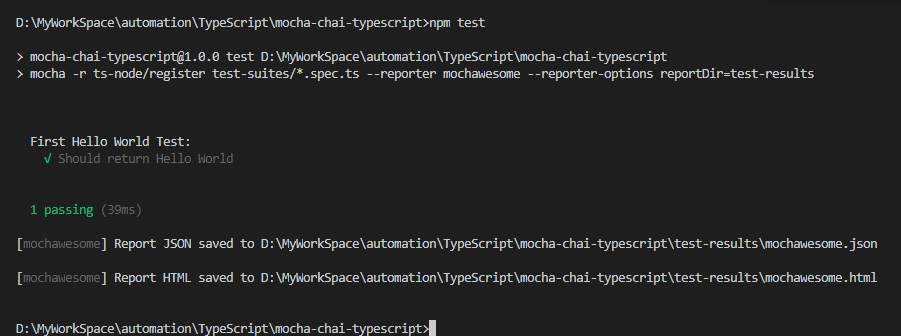 D:\MyWorkSpace\automation\TypeScript\mocha-chai-typescript>npm test
> mocha-chai-typescript@1.0.0 test D:\MyWorkSpace\automation\TypeScript\mocha-chai-typescript
> mocha -r ts-node/register test-suites/*.spec.ts --reporter mochawesome --reporter-options reportDir=test-results
First Hello World Test:
√ Should return Hello World
1 passing (39ms)
[mochawesome] Report JSON saved to D:\MyWorkSpace\automation\TypeScript\mocha-chai-typescript\test-results\mochawesome.json
[mochawesome] Report HTML saved to D:\MyWorkSpace\automation\TypeScript\mocha-chai-typescript\test-results\mochawesome.html
D:\MyWorkSpace\automation\TypeScript\mocha-chai-typescript>